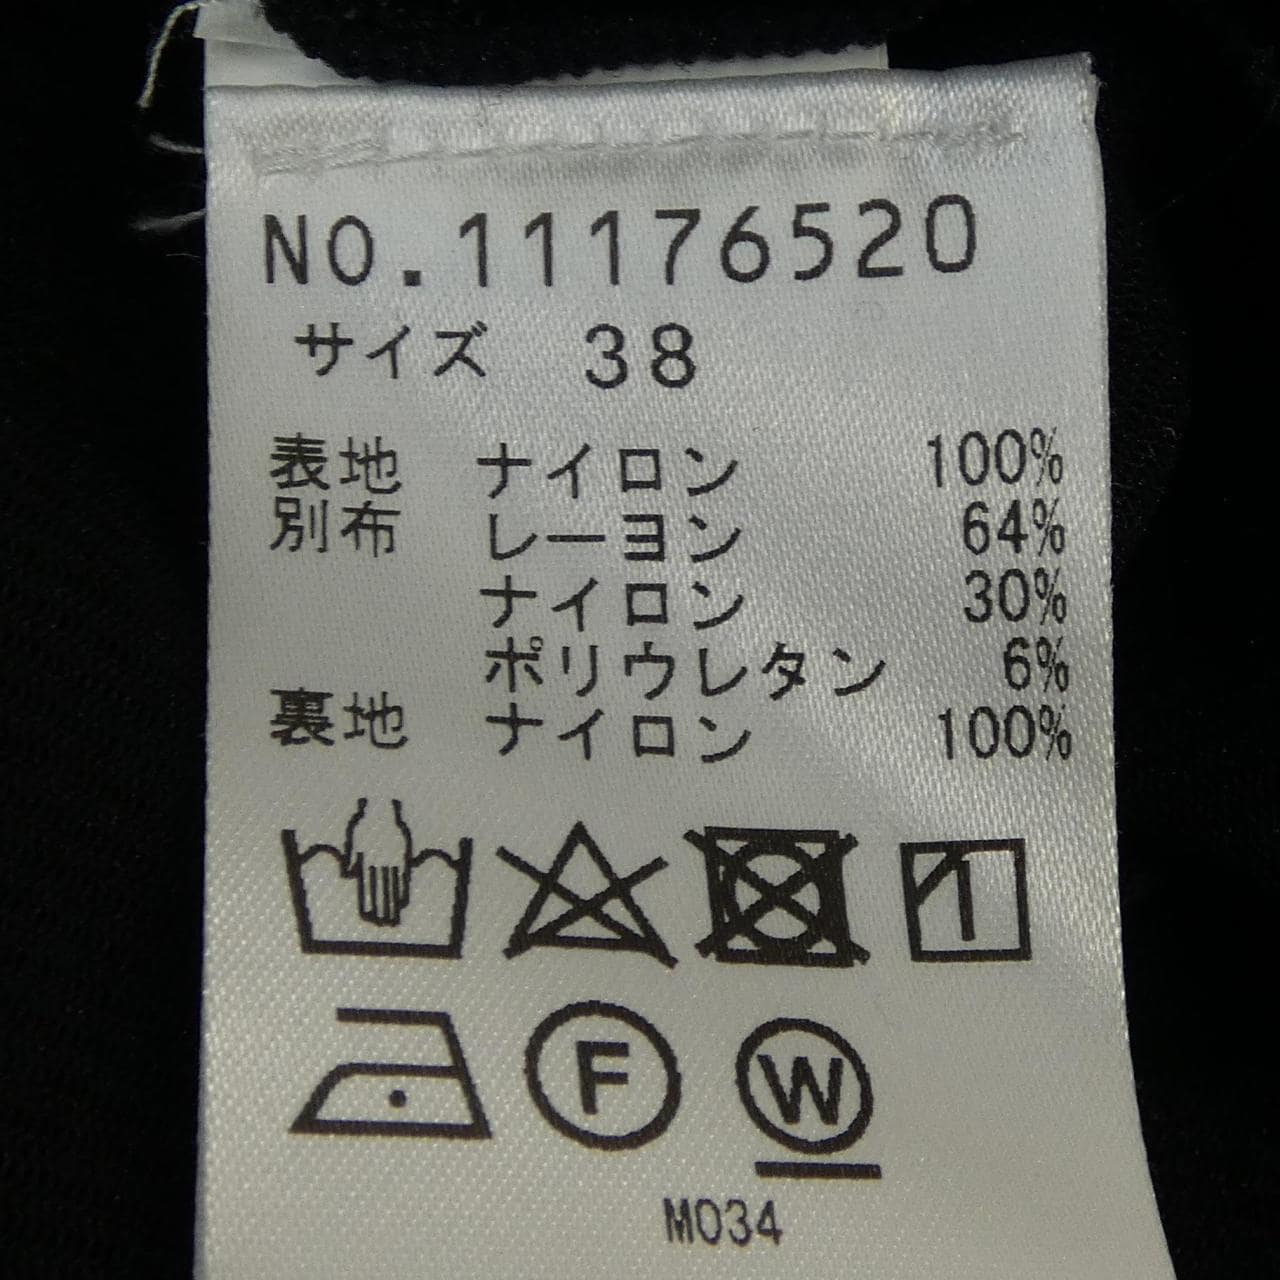 NO.11176520
サイズ 38
表地 ナイロン 100%
別布 レーヨン 64%
ナイロン 30%
ポリウレタン 6%
裏地 ナイロン 100%
1
F W
M034